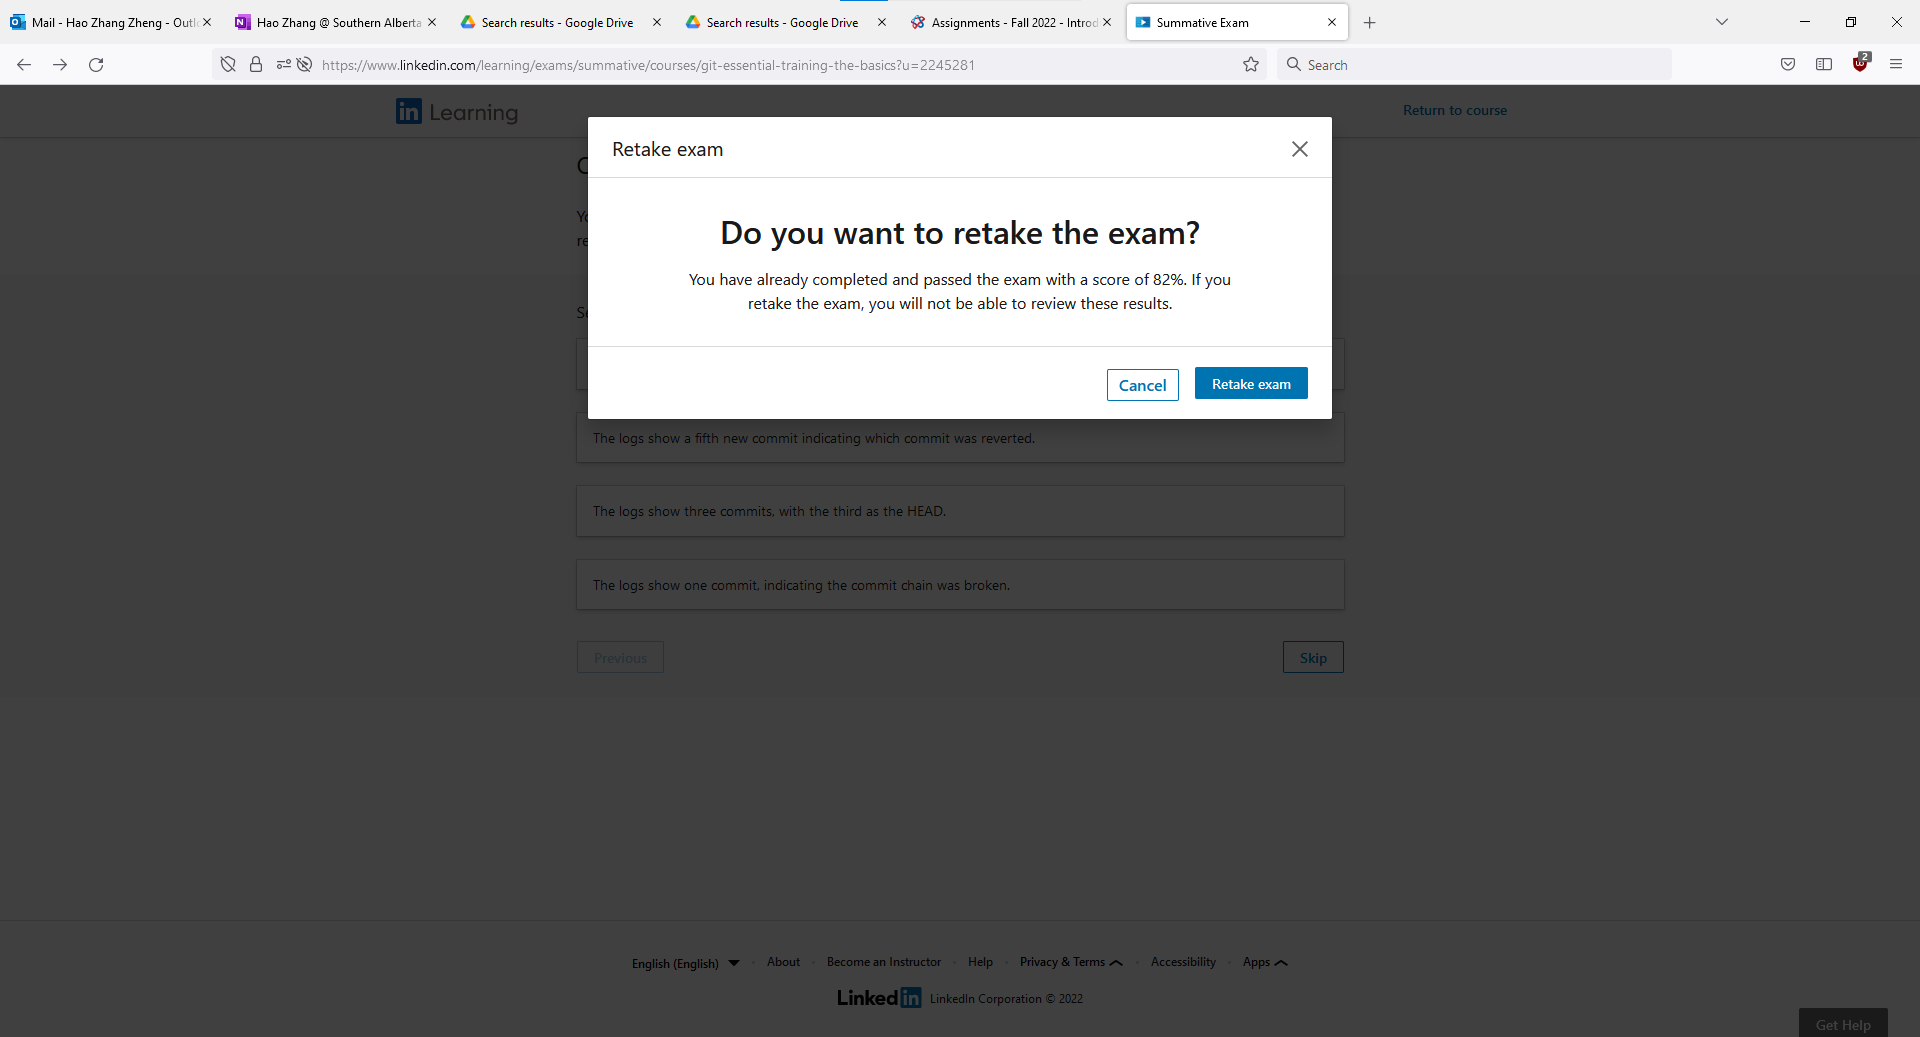 Mail - Hao Zhang Zheng - Outlo
Hao Zhang @ Southern Alberta
Search results - Google Drive
Search results - Google Drive
Assignments - Fall 2022 - Introd
Summative Exam
https://www.linkedin.com/learning/exams/summative/courses/git-essential-training-the-basics?u=2245281
Search
2
in Learning
Return to course
Retake exam
Do you want to retake the exam?
You have already completed and passed the exam with a score of 82%. If you
retake the exam, you will not be able to review these results.
Cancel
Retake exam
The logs show a fifth new commit indicating which commit was reverted.
The logs show three commits, with the third as the HEAD.
The logs show one commit, indicating the commit chain was broken.
Previous
Skip
English (English)
About
Become an Instructor
Help
Privacy & Terms
Accessibility
Apps
Linked in LinkedIn Corporation © 2022
Get Help